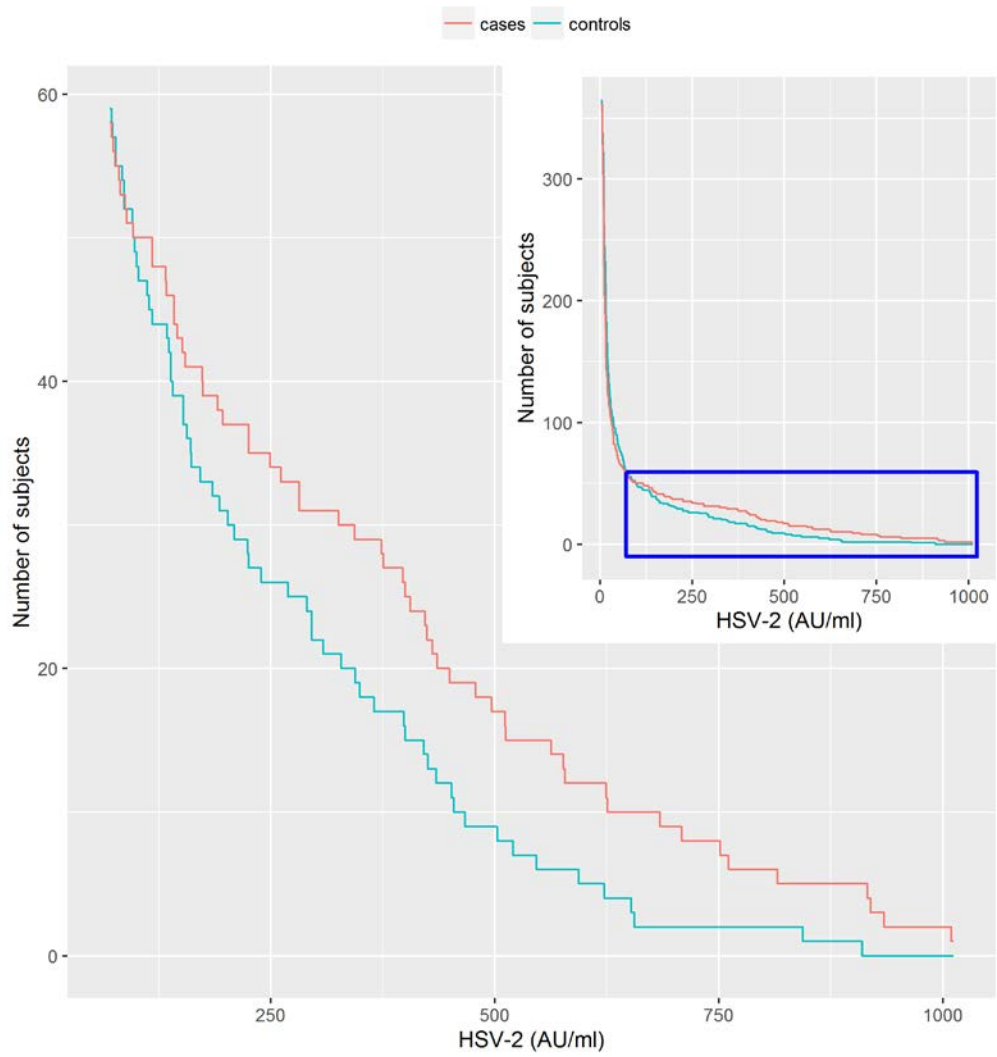 cases controls
60
40
20
0
Number of subjects
250 500 750 1000
HSV-2 (AU/ml)
300
200
100
0
Number of subjects
0 250 500 750 1000
HSV-2 (AU/ml)